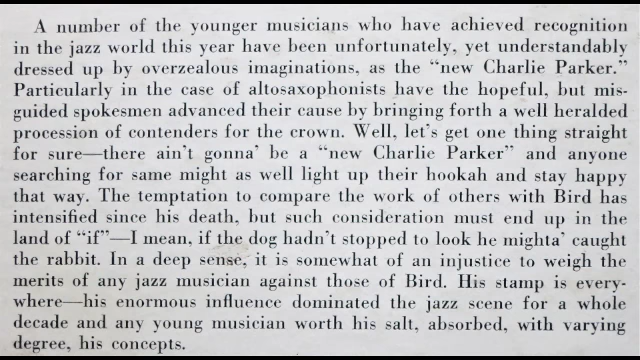 A number of the younger musicians who have achieved recognition
in the jazz world this year have been unfortunately, yet understandably
dressed up by overzealous imaginations, as the “new Charlie Parker.”
Particularly in the case of altosaxophonists have the hopeful, but mis-
guided spokesmen advanced their cause by bringing forth a well heralded
procession of contenders for the crown. Well, let’s get one thing straight
for sure—there ain’t gonna’ be a “new Charlie Parker” and anyone
searching for same might as well light up their hookah and stay happy
that way. The temptation to compare the work of others with Bird has
intensified since his death, but such consideration must end up in the
land of “if”—I mean, if the dog hadn’t stopped to look he mighta’ caught
the rabbit. In a deep sense, it is somewhat of an injustice to weigh the
merits of any jazz musician against those of Bird. His stamp is every-
where—his enormous influence dominated the jazz scene for a whole
decade and any young musician worth his salt, absorbed, with varying
degree, his concepts.